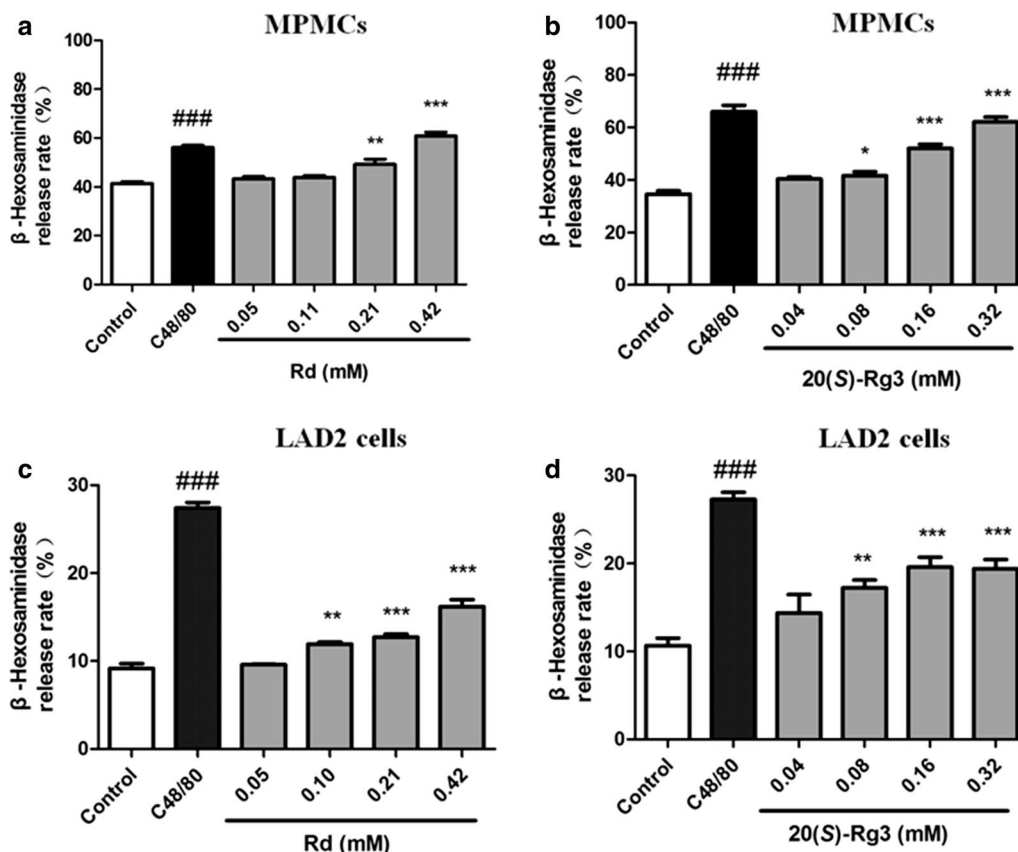 a
MPMCs
β -Hexosaminidase
release rate（%）
100
80
60
40
20
0
###
**
***
Control
C48/80
0.05
0.11
0.21
0.42
Rd (mM)
b
MPMCs
β -Hexosaminidase
release rate（%）
100
80
60
40
20
0
###
*
***
***
Control
C48/80
0.04
0.08
0.16
0.32
20(S)-Rg3 (mM)
c
LAD2 cells
β -Hexosaminidase
release rate（%）
30
20
10
0
###
**
***
***
Control
C48/80
0.05
0.10
0.21
0.42
Rd (mM)
d
LAD2 cells
β -Hexosaminidase
release rate（%）
30
20
10
0
###
**
***
***
Control
C48/80
0.04
0.08
0.16
0.32
20(S)-Rg3 (mM)